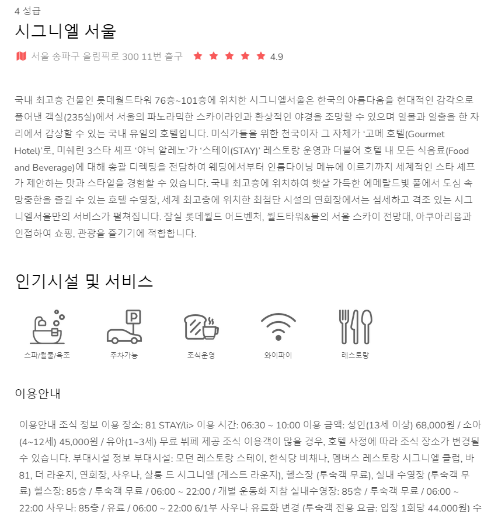 4 성급
시그니엘 서울
서울 송파구 올림픽로 300 11번 출구 4.9
국내 최고층 건물인 롯데월드타워 76층~101층에 위치한 시그니엘서울은 한국의 아름다움을 현대적인 감각으로
풀어낸 객실(235실)에서 서울의 파노라믹한 스카이라인과 환상적인 야경을 조망할 수 있으며 일몰과 일출을 한 자
리에서 감상할 수 있는 국내 유일의 호텔입니다. 미식가들을 위한 천국이자 그 자체가 '고메 호텔(Gourmet
Hotel)'로, 미쉐린 3스타 셰프 '야닉 알레노'가 '스테이(STAY)' 레스토랑 운영과 더불어 호텔 내 모든 식음료(Food
and Beverage)에 대해 총괄 디렉팅을 전담하여 웨딩에서부터 인룸다이닝 메뉴에 이르기까지 세계적인 스타 셰프
가 제안하는 맛과 스타일을 경험할 수 있습니다. 국내 최고층에 위치하여 햇살 가득한 에메랄드빛 풀에서 도심 속
망중한을 즐길 수 있는 호텔 수영장, 세계 최고층에 위치한 최첨단 시설의 연회장에서는 섬세하고 격조 있는 시그
니엘서울만의 서비스가 펼쳐집니다. 잠실 롯데월드 어드벤처, 월드타워&몰의 서울 스카이 전망대, 아쿠아리움과
인접하여 쇼핑, 관광을 즐기기에 적합합니다.
인기시설 및 서비스
스파/월풀/욕조 주차가능 조식운영 와이파이 레스토랑
이용안내
이용안내 조식 정보 이용 장소: 81 STAY/li> 이용 시간: 06:30 ~ 10:00 이용 금액: 성인(13세 이상) 68,000원 / 소아
(4~12세) 45,000원 / 유아(1~3세) 무료 뷔페 제공 조식 이용객이 많을 경우, 호텔 사정에 따라 조식 장소가 변경될
수 있습니다. 부대시설 정보 부대시설: 모던 레스토랑 스테이, 한식당 비채나, 멤버스 레스토랑 시그니엘 클럽, 바
81, 더 라운지, 연회장, 사우나, 살롱 드 시그니엘 (게스트 라운지), 헬스장 (투숙객 무료), 실내 수영장 (투숙객 무
료) 헬스장: 85층 / 투숙객 무료 / 06:00 ~ 22:00 / 개별 운동화 지참 실내수영장: 85층 / 투숙객 무료 / 06:00 ~
22:00 사우나: 85층 / 유료 / 06:00 ~ 22:00 6/1부 사우나 유료화 변경 (투숙객 전용 요금: 입장 1회당 44,000원) 수